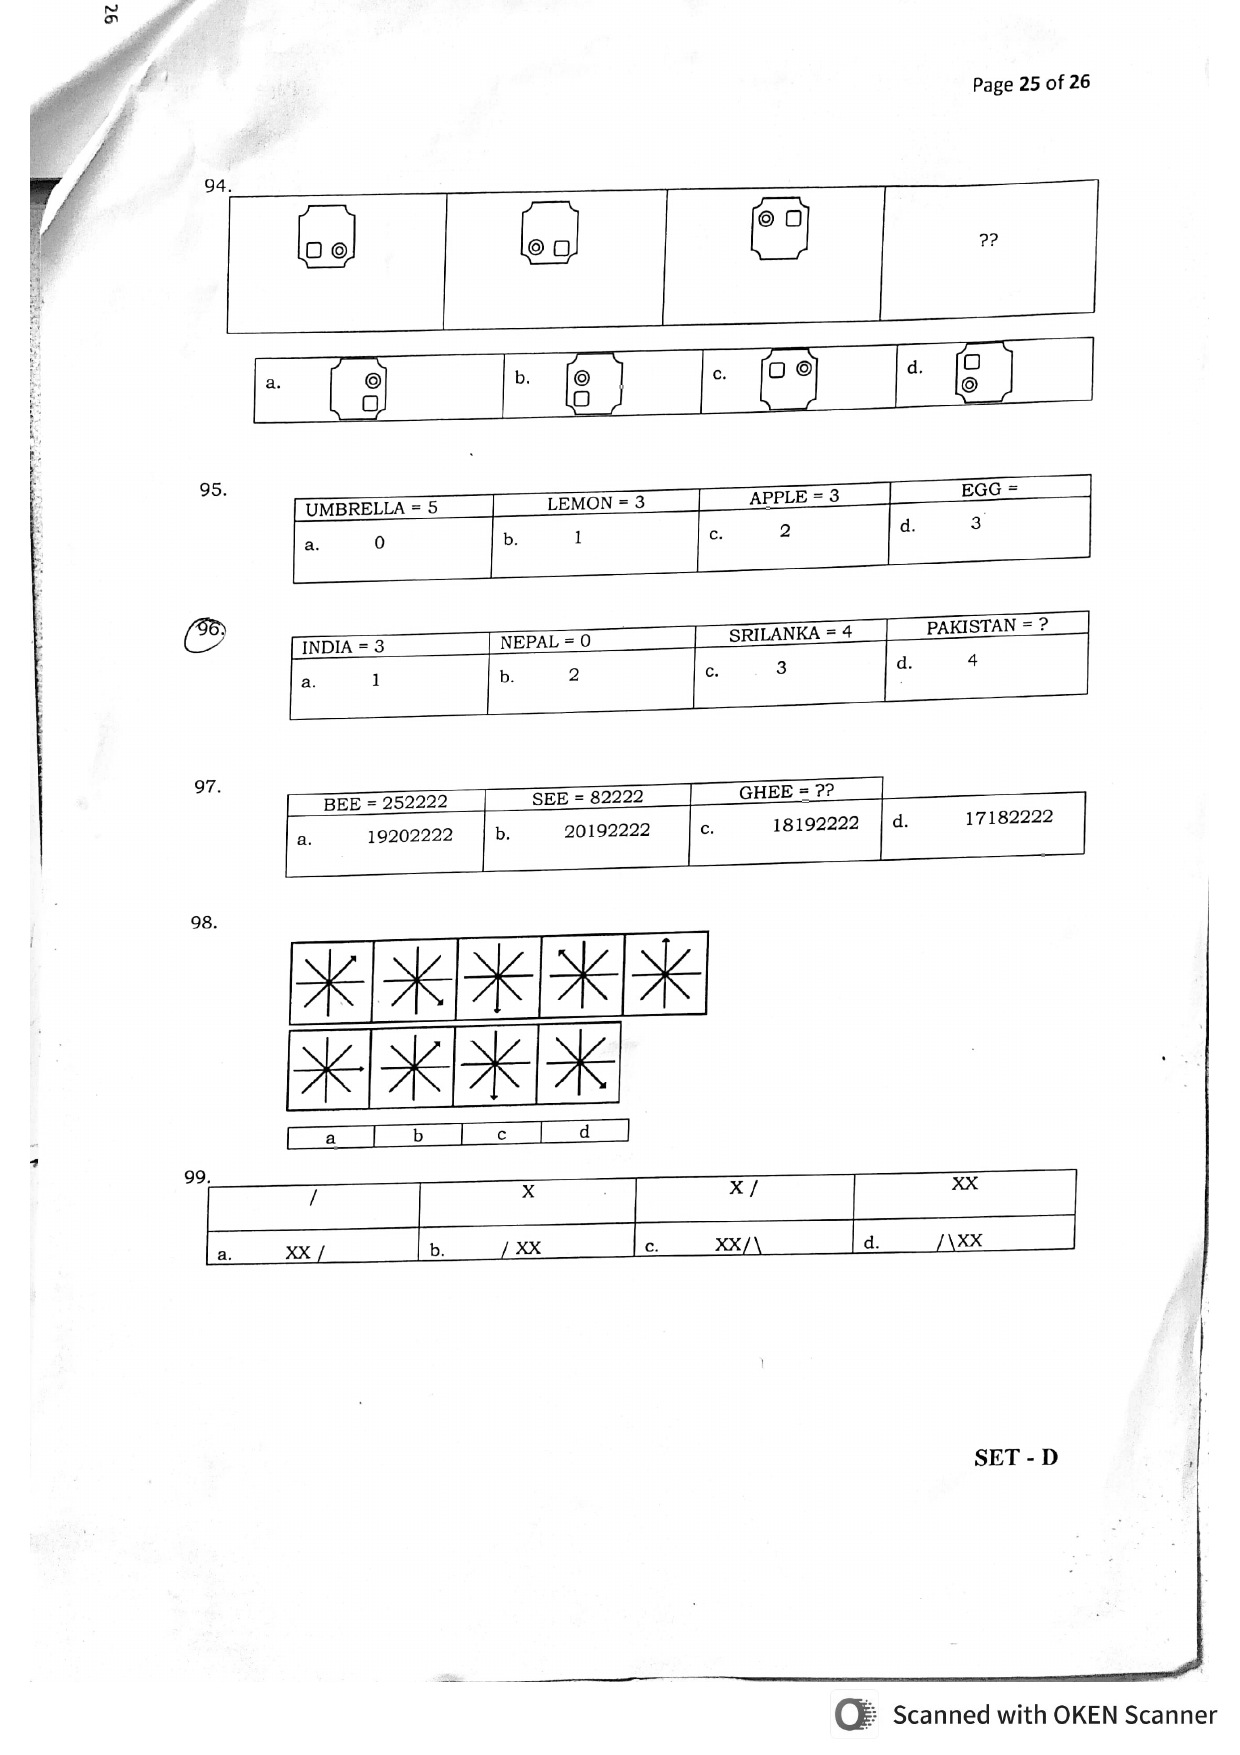 26
Page 25 of 26
94.
??
a. b. c. d.
95.
UMBRELLA = 5 LEMON = 3 APPLE = 3 EGG =
a. 0 b. 1 c. 2 d. 3
96.
INDIA = 3 NEPAL = 0 SRILANKA = 4 PAKISTAN = ?
a. 1 b. 2 c. 3 d. 4
97.
BEE = 252222 SEE = 82222 GHEE = ??
a. 19202222 b. 20192222 c. 18192222 d. 17182222
98.
a b c d
99.
/ X X / XX
a. XX / b. / XX c. XX/\ d. /\XX
SET - D
Scanned with OKEN Scanner